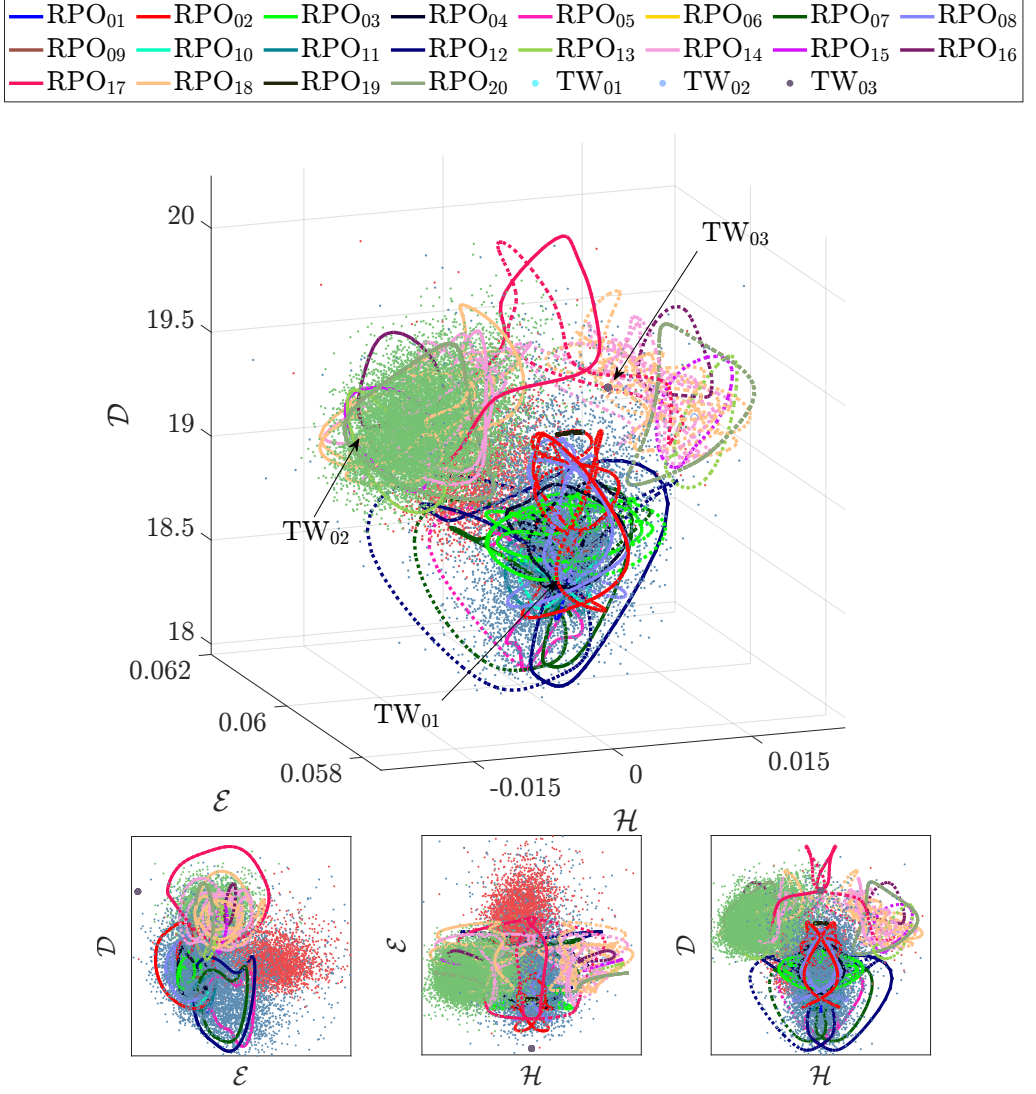 RPO₀₁ RPO₀₂ RPO₀₃ RPO₀₄ RPO₀₅ RPO₀₆ RPO₀₇ RPO₀₈
RPO₀₉ RPO₁₀ RPO₁₁ RPO₁₂ RPO₁₃ RPO₁₄ RPO₁₅ RPO₁₆
RPO₁₇ RPO₁₈ RPO₁₉ RPO₂₀ TW₀₁ TW₀₂ TW₀₃
20
TW₀₃
19.5
𝒟
19
TW₀₂
18.5
18
0.062
TW₀₁
0.06
0.015
0.058
0
-0.015
ℰ
ℋ
𝒟
ℰ
𝒟
ℰ
ℋ
ℋ